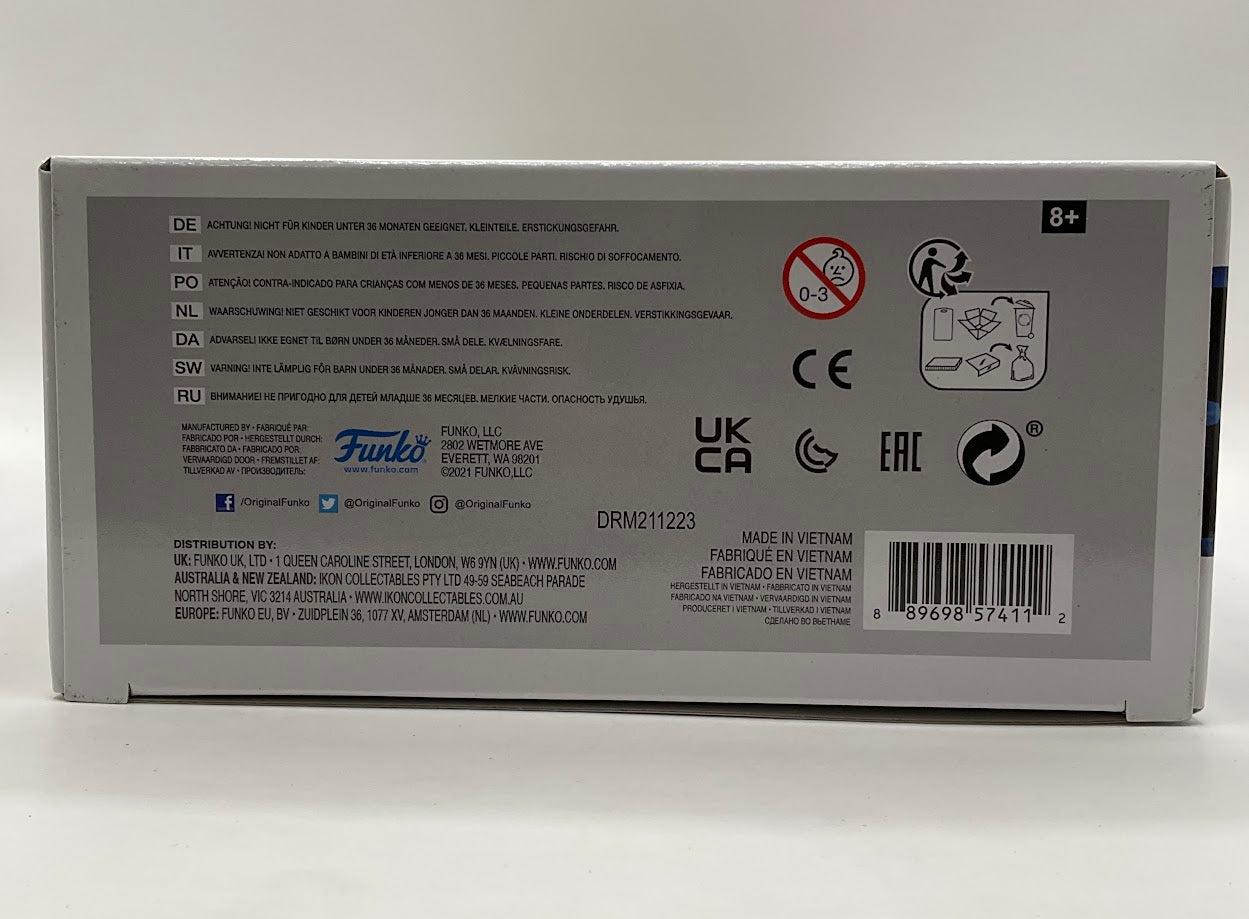 8+
DE ACHTUNG! NICHT FÜR KINDER UNTER 36 MONATEN GEEIGNET. KLEINTEILE. ERSTICKUNGSGEFAHR.
IT AVVERTENZA! NON ADATTO A BAMBINI DI ETÀ INFERIORE A 36 MESI. PICCOLE PARTI. RISCHIO DI SOFFOCAMENTO.
PO ATENÇÃO! CONTRA-INDICADO PARA CRIANÇAS COM MENOS DE 36 MESES. PEQUENAS PARTES. RISCO DE ASFIXIA.
NL WAARSCHUWING! NIET GESCHIKT VOOR KINDEREN JONGER DAN 36 MAANDEN. KLEINE ONDERDELEN. VERSTIKKINGSGEVAAR.
DA ADVARSEL! IKKE EGNET TIL BØRN UNDER 36 MÅNEDER. SMÅ DELE. KVÆLNINGSFARE.
SW VARNING! INTE LÄMPLIG FÖR BARN UNDER 36 MÅNADER. SMÅ DELAR. KVÄVNINGSRISK.
RU ВНИМАНИЕ! НЕ ПРИГОДНО ДЛЯ ДЕТЕЙ МЛАДШЕ 36 МЕСЯЦЕВ. МЕЛКИЕ ЧАСТИ. ОПАСНОСТЬ УДУШЬЯ.
0-3
CE
MANUFACTURED BY • FABRIQUÉ PAR:
FABRICADO POR • HERGESTELLT DURCH:
FABBRICATO DA • FABRICADO POR:
VERVAARDIGD DOOR • FREMSTILLET AF:
TILLVERKAD AV • ПРОИЗВОДИТЕЛЬ:
Funko
www.funko.com
FUNKO, LLC
2802 WETMORE AVE
EVERETT, WA 98201
©2021 FUNKO,LLC
UK
CA
EAC
®
/OriginalFunko @OriginalFunko @OriginalFunko
DRM211223
DISTRIBUTION BY:
UK: FUNKO UK, LTD • 1 QUEEN CAROLINE STREET, LONDON, W6 9YN (UK) • WWW.FUNKO.COM
AUSTRALIA & NEW ZEALAND: IKON COLLECTABLES PTY LTD 49-59 SEABEACH PARADE
NORTH SHORE, VIC 3214 AUSTRALIA • WWW.IKONCOLLECTABLES.COM.AU
EUROPE: FUNKO EU, BV • ZUIDPLEIN 36, 1077 XV, AMSTERDAM (NL) • WWW.FUNKO.COM
MADE IN VIETNAM
FABRIQUÉ EN VIETNAM
FABRICADO EN VIETNAM
HERGESTELLT IN VIETNAM • FABBRICATO IN VIETNAM
FABRICADO NA VIETNAM • VERVAARDIGD IN VIETNAM
PRODUCERET I VIETNAM • TILLVERKAD I VIETNAM
СДЕЛАНО ВО ВЬЕТНАМЕ
8 89698 57411 2